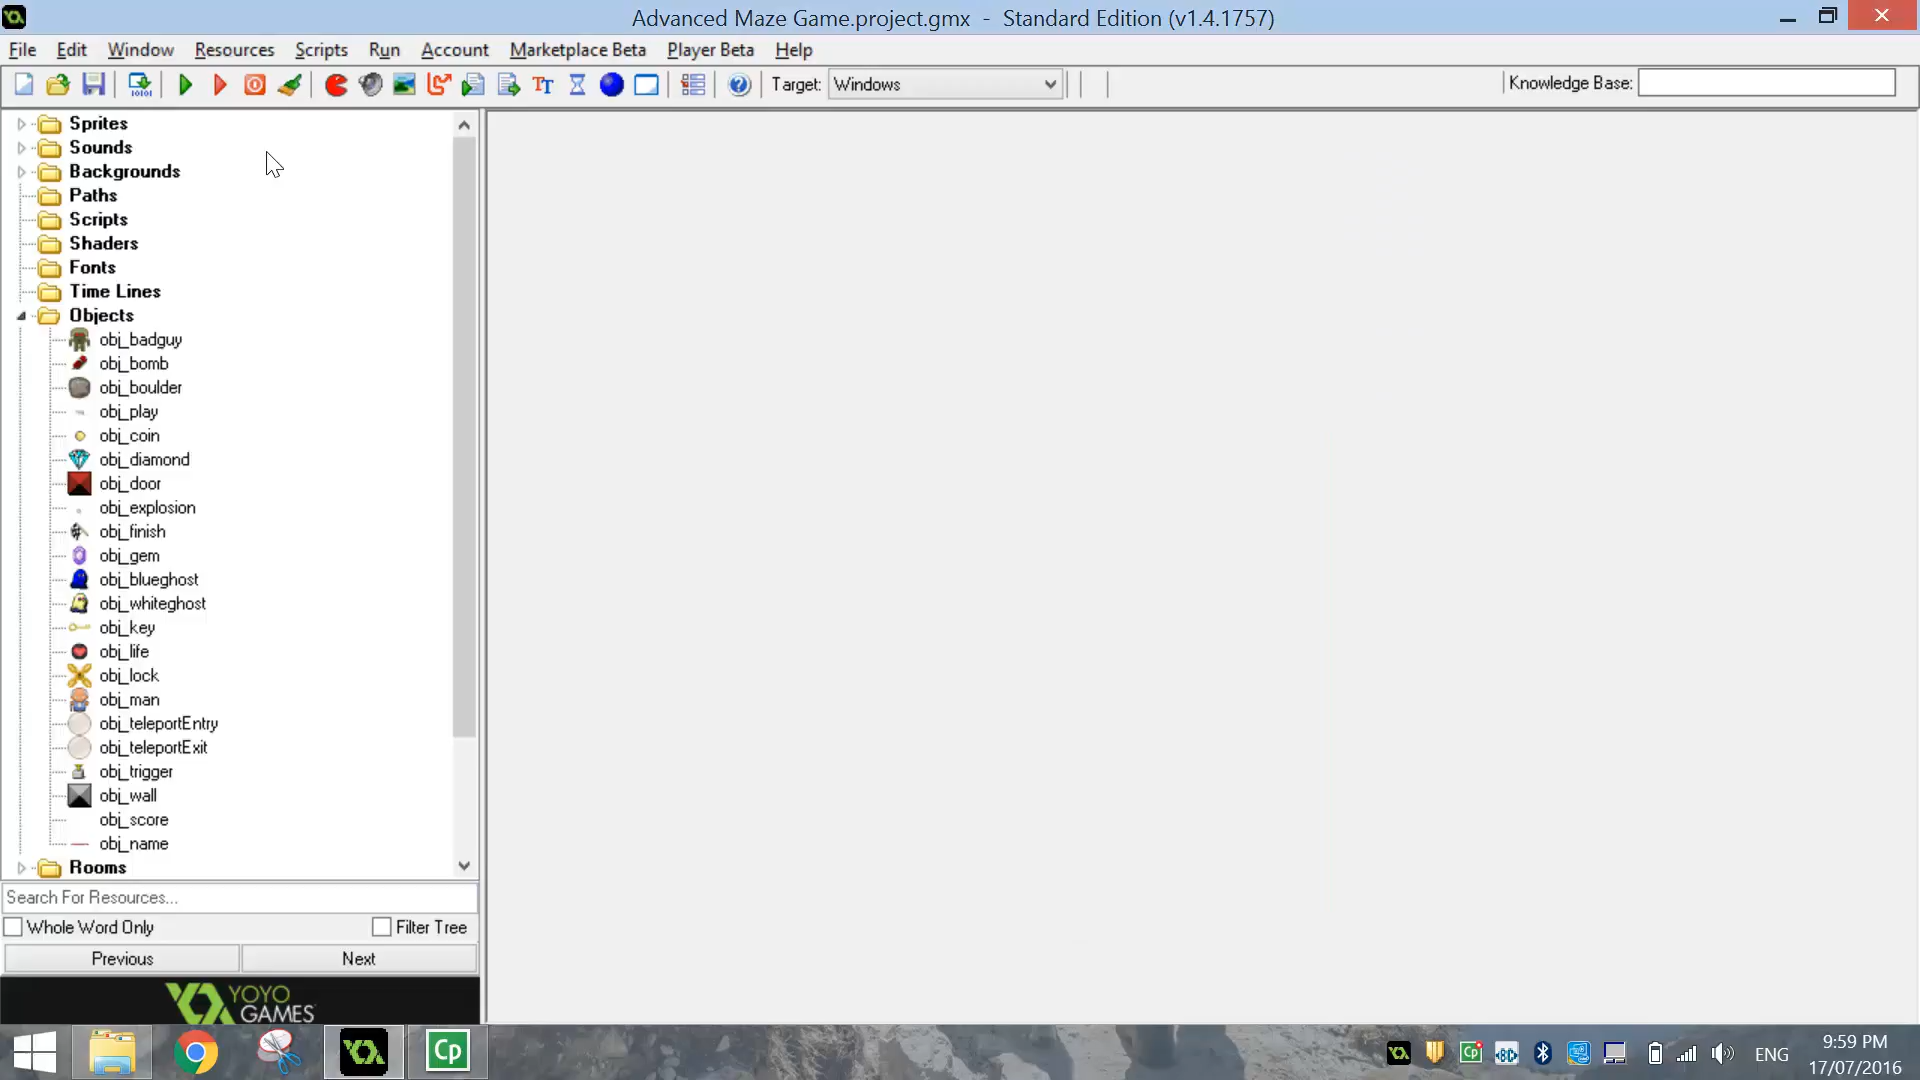 Advanced Maze Game.project.gmx - Standard Edition (v1.4.1757)
File Edit Window Resources Scripts Run Account Marketplace Beta Player Beta Help
Target: Windows Knowledge Base:
Sprites
Sounds
Backgrounds
Paths
Scripts
Shaders
Fonts
Time Lines
Objects
obj_badguy
obj_bomb
obj_boulder
obj_play
obj_coin
obj_diamond
obj_door
obj_explosion
obj_finish
obj_gem
obj_blueghost
obj_whiteghost
obj_key
obj_life
obj_lock
obj_man
obj_teleportEntry
obj_teleportExit
obj_trigger
obj_wall
obj_score
obj_name
Rooms
Search For Resources...
Whole Word Only Filter Tree
Previous Next
YOYO
GAMES
Cp
ENG
9:59 PM
17/07/2016